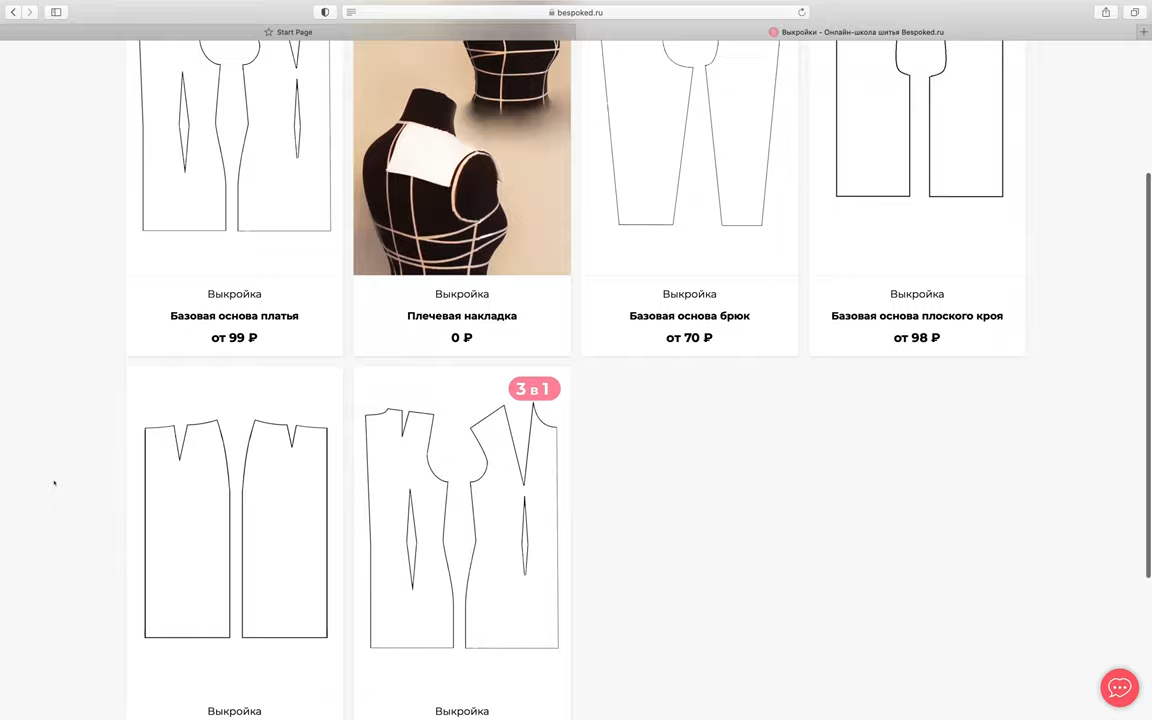 bespoked.ru
Start Page
Выкройки - Онлайн-школа шитья Bespoked.ru
Выкройка
Базовая основа платья
от 99 ₽
Выкройка
Плечевая накладка
0 ₽
Выкройка
Базовая основа брюк
от 70 ₽
Выкройка
Базовая основа плоского кроя
от 98 ₽
3 в 1
Выкройка
Выкройка